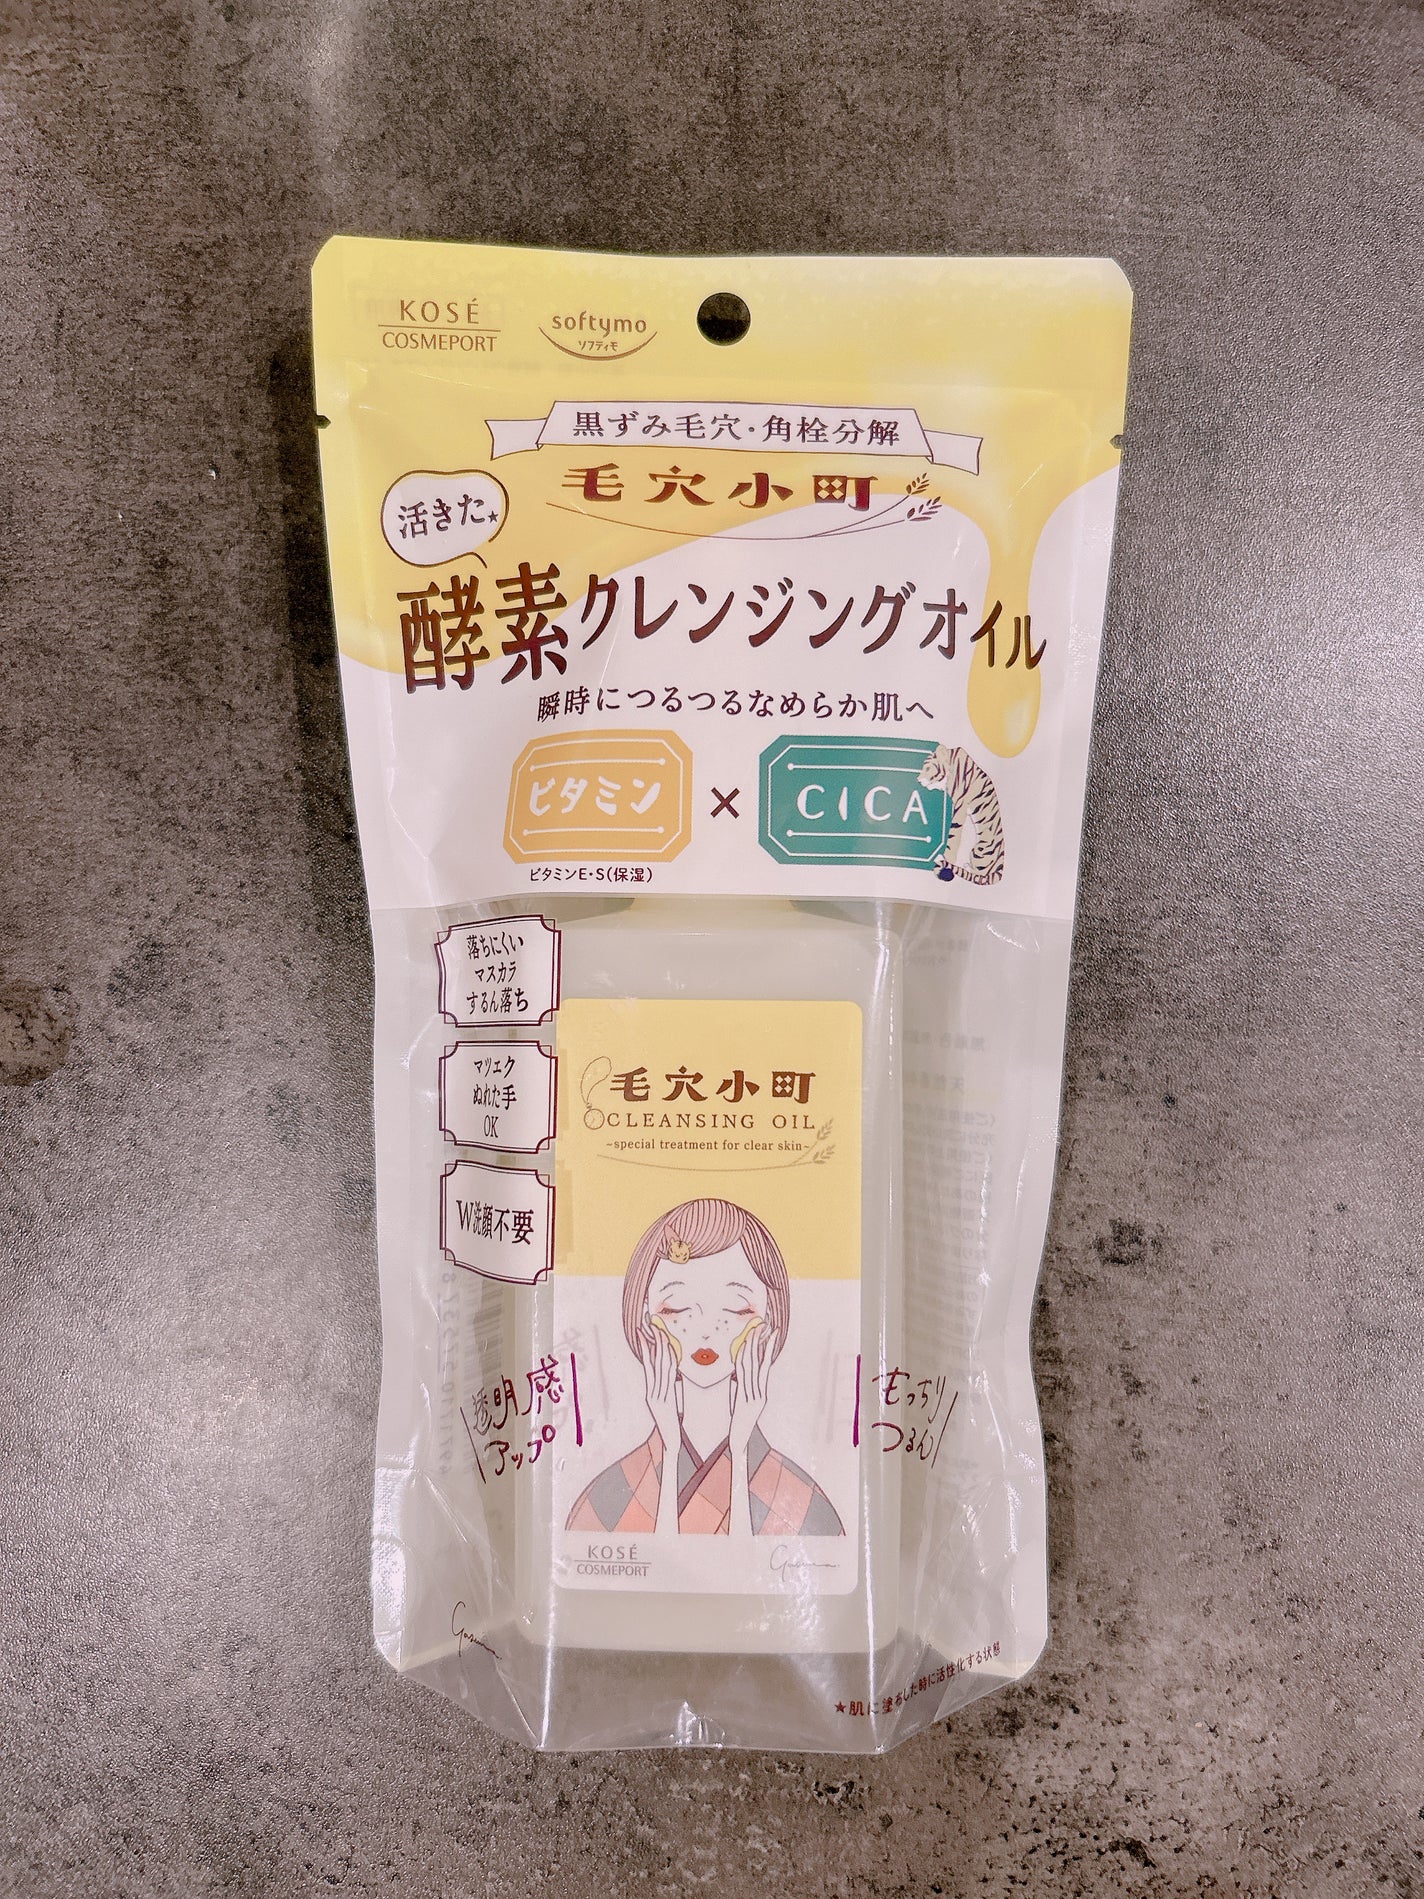 KOSÉ
COSMEPORT
softymo
ソフティモ
黒ずみ毛穴・角栓分解
毛穴小町
活きた★
酵素クレンジングオイル
瞬時につるつるなめらか肌へ
ビタミン × CICA
ビタミンE・S(保湿)
落ちにくい
マスカラ
するん落ち
マツエク
ぬれた手
OK
W洗顔不要
毛穴小町
CLEANSING OIL
~special treatment for clear skin~
透明感
アップ
もっちり
つるん
KOSÉ
COSMEPORT
★肌に塗布した時に活性化する状態